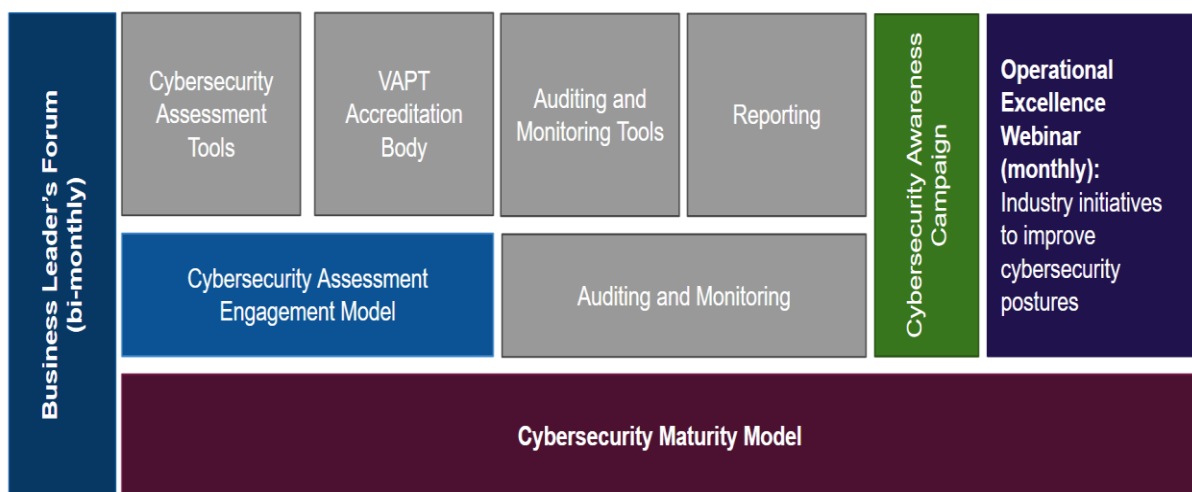 Business Leader's Forum
(bi-monthly)
Cybersecurity
Assessment
Tools
VAPT
Accreditation
Body
Auditing and
Monitoring Tools
Reporting
Cybersecurity Assessment
Engagement Model
Auditing and Monitoring
Cybersecurity Awareness
Campaign
Operational
Excellence
Webinar
(monthly):
Industry initiatives
to improve
cybersecurity
postures
Cybersecurity Maturity Model